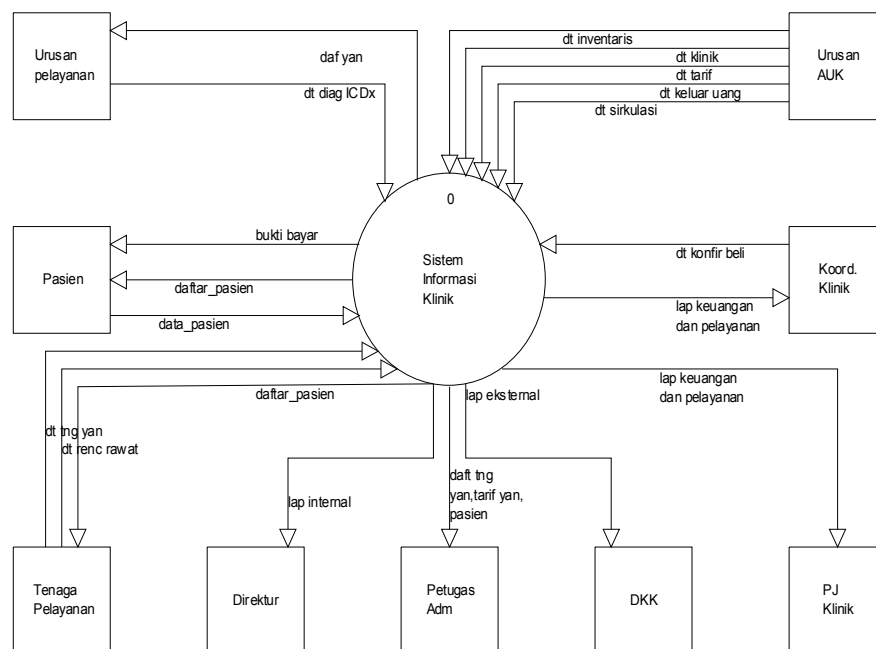 Urusan
pelayanan
daf yan
dt diag ICDx
dt inventaris
dt klinik
dt tarif
dt keluar uang
dt sirkulasi
Urusan
AUK
0
Sistem
Informasi
Klinik
Pasien
bukti bayar
daftar_pasien
data_pasien
dt konfir beli
lap keuangan
dan pelayanan
Koord.
Klinik
daftar_pasien
lap eksternal
lap keuangan
dan pelayanan
dt tng yan
dt renc rawat
lap internal
daft tng
yan,tarif yan,
pasien
Tenaga
Pelayanan
Direktur
Petugas
Adm
DKK
PJ
Klinik